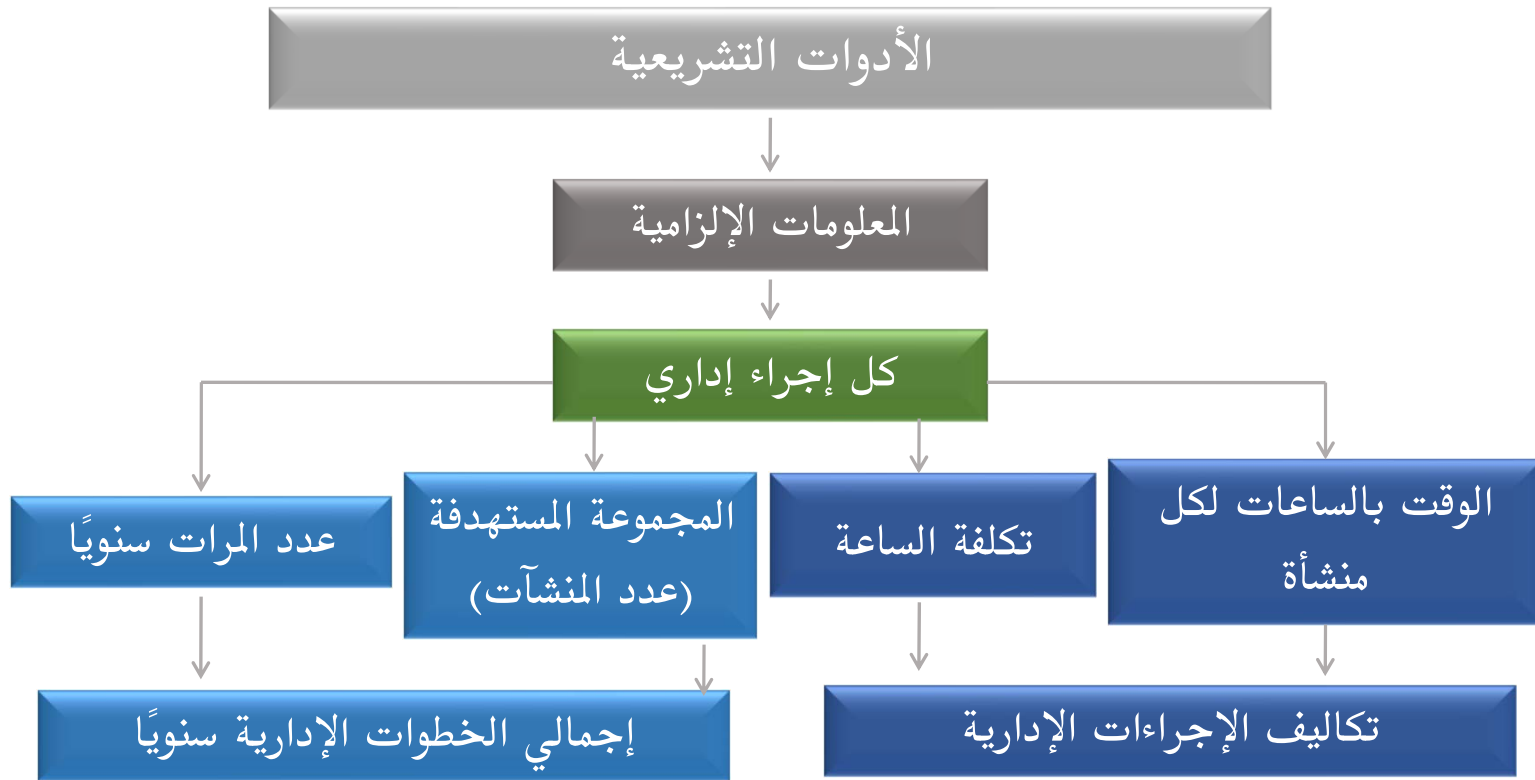 الأدوات التشريعية
المعلومات الإلزامية
كل إجراء إداري
الوقت بالساعات لكل
منشأة
تكلفة الساعة
المجموعة المستهدفة
(عدد المنشآت)
عدد المرات سنويًا
تكاليف الإجراءات الإدارية
إجمالي الخطوات الإدارية سنويًا